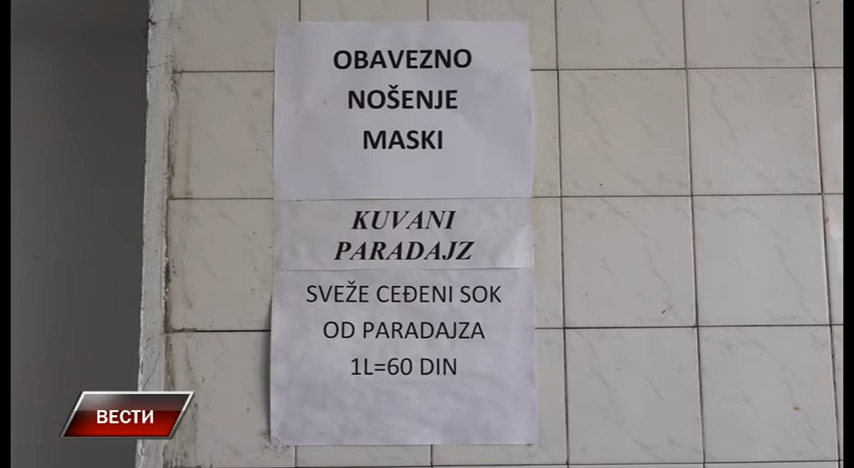 OBAVEZNO
NOŠENJE
MASKI
KUVANI
PARADAJZ
SVEŽE CEĐENI SOK
OD PARADAJZA
1L=60 DIN
ВЕСТИ